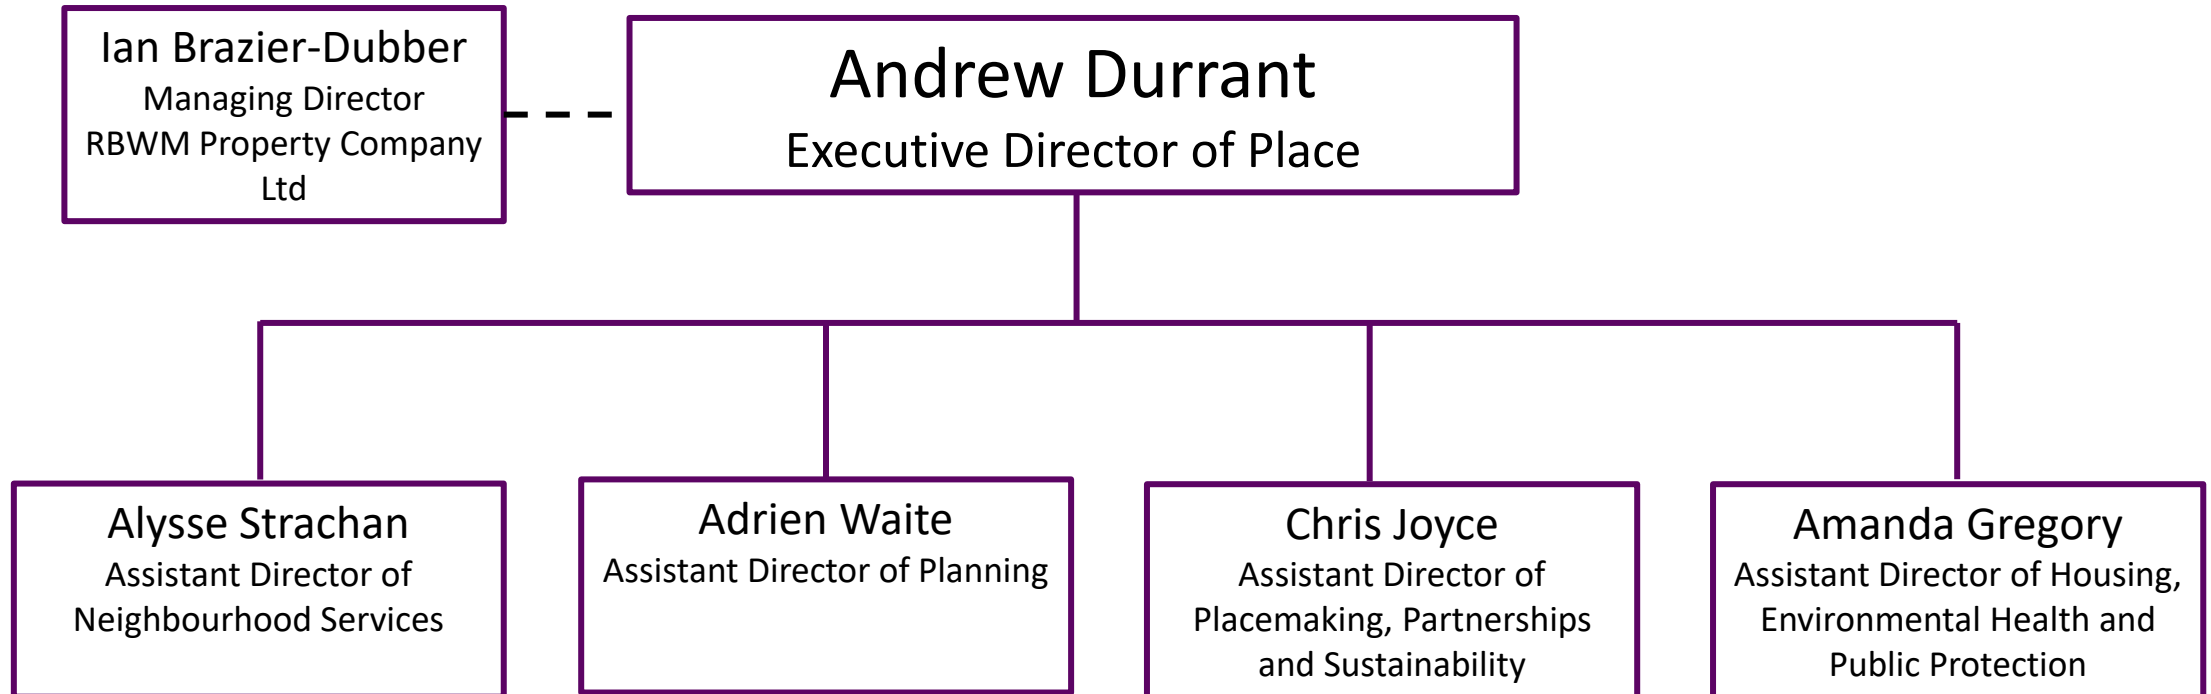 Ian Brazier-Dubber
Managing Director
RBWM Property Company
Ltd
Andrew Durrant
Executive Director of Place
Alysse Strachan
Assistant Director of
Neighbourhood Services
Adrien Waite
Assistant Director of Planning
Chris Joyce
Assistant Director of
Placemaking, Partnerships
and Sustainability
Amanda Gregory
Assistant Director of Housing,
Environmental Health and
Public Protection